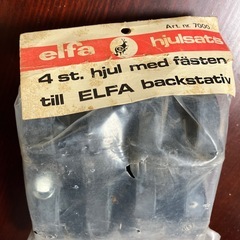 Art. nr. 7000
elfa hjulsats
4 st. hjul med fästen
till ELFA backstativ